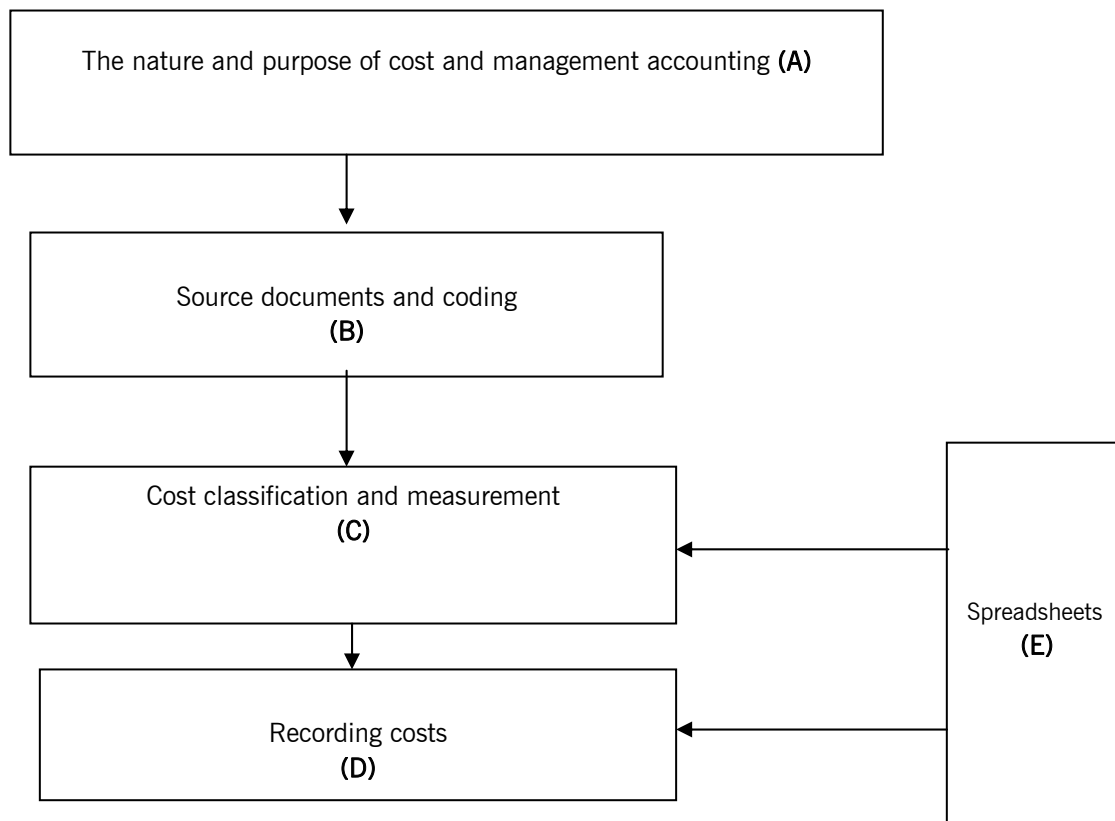 The nature and purpose of cost and management accounting (A)
Source documents and coding
(B)
Cost classification and measurement
(C)
Spreadsheets
(E)
Recording costs
(D)